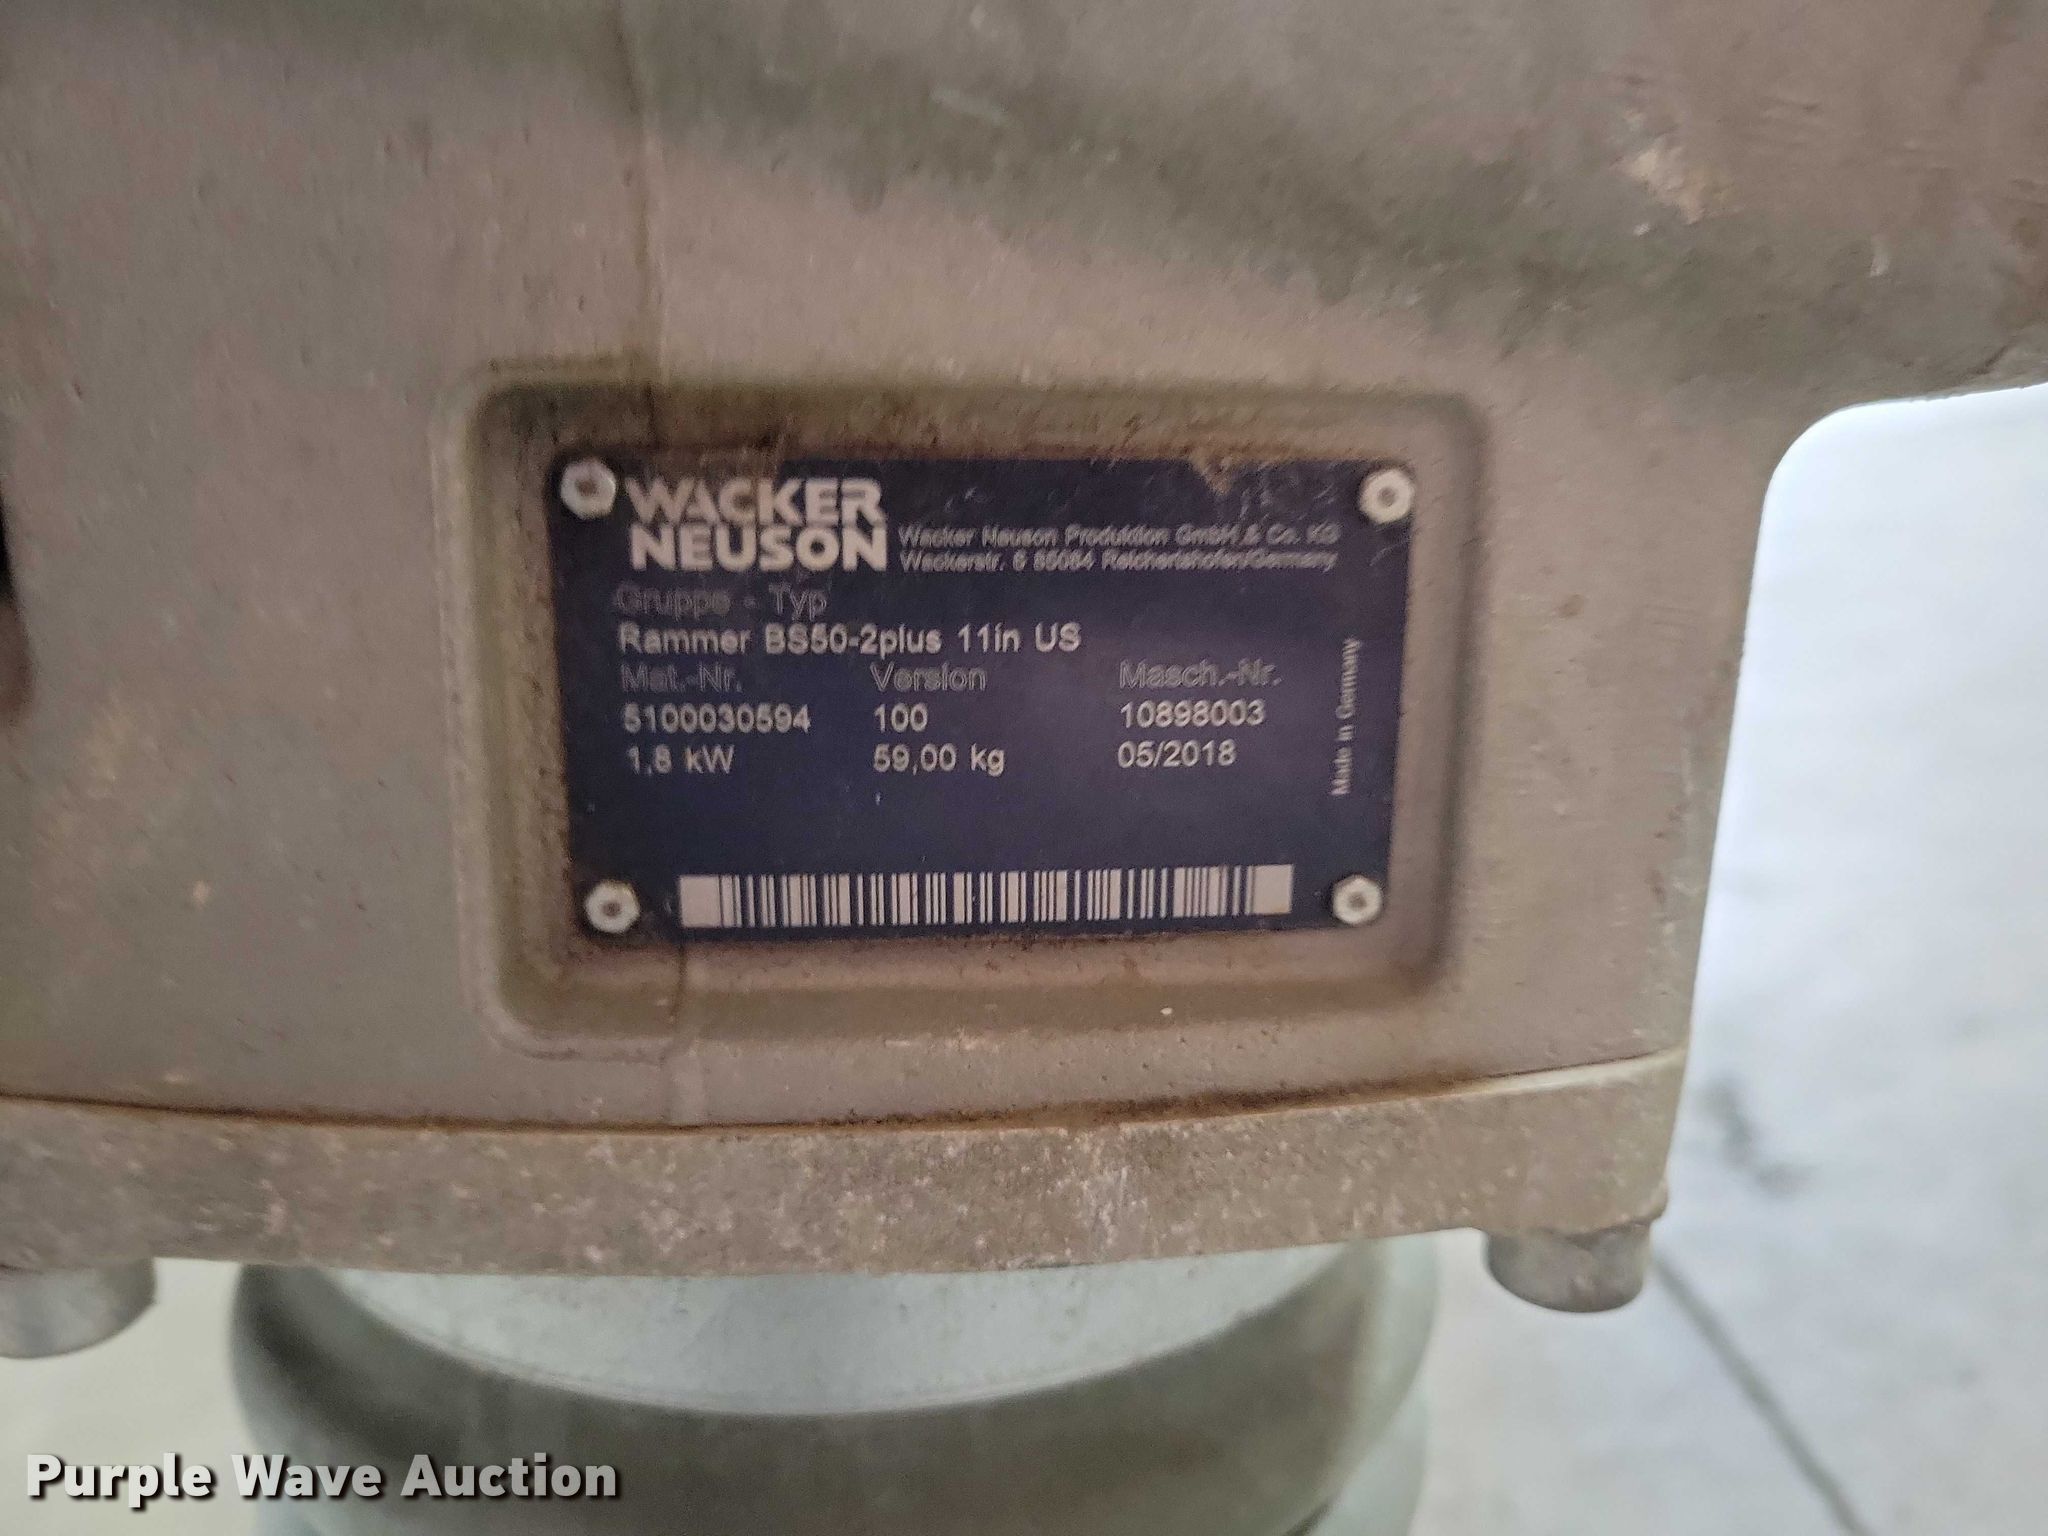 WACKER
NEUSON
Wacker Neuson Produktion GmbH & Co. KG
Wackerstr. 6 85084 Reichertshofen/Germany
Gruppe - Typ
Rammer BS50-2plus 11in US
Mat.-Nr. Version Masch.-Nr.
5100030594 100 10898003
1,8 kW 59,00 kg 05/2018
Made in Germany
Purple Wave Auction